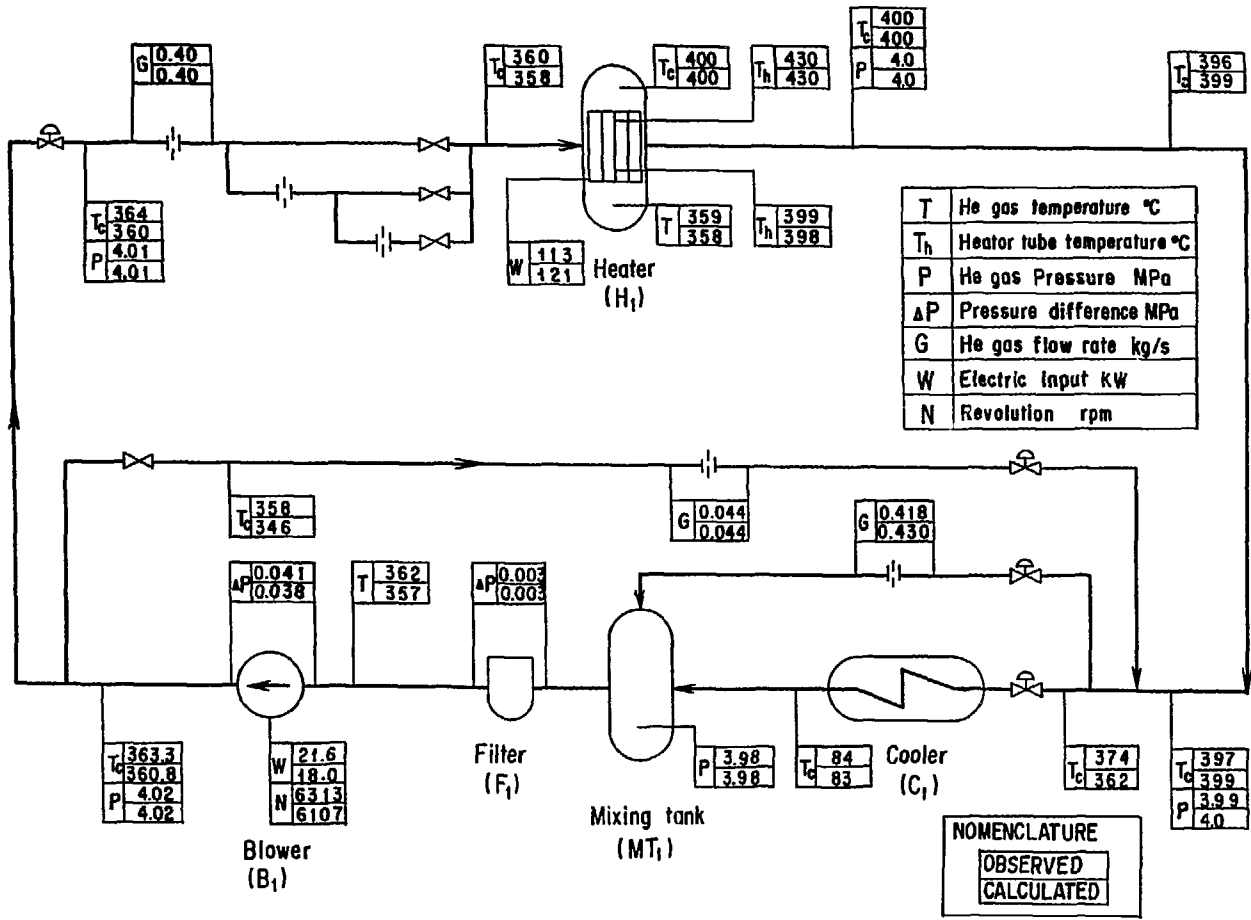 G 0.40
0.40
Tc 360
358
Tc 400
400
Th 430
430
Tc 400
400
P 4.0
4.0
Tc 396
399
Tc 364
360
P 4.01
4.01
W 113
121
T 359
358
Th 399
398
Heater
(H1)
T He gas temperature °C
Th Heator tube temperature °C
P He gas Pressure MPa
ΔP Pressure difference MPa
G He gas flow rate kg/s
W Electric Input KW
N Revolution rpm
Tc 358
346
G 0.044
0.044
G 0.418
0.430
ΔP 0.041
0.038
T 362
357
ΔP 0.003
0.003
Tc 363.3
360.8
P 4.02
4.02
W 21.6
18.0
N 6313
6107
Blower
(B1)
Filter
(F1)
P 3.98
3.98
Mixing tank
(MT1)
Tc 84
83
Cooler
(C1)
Tc 374
362
Tc 397
399
P 3.99
4.0
NOMENCLATURE
OBSERVED
CALCULATED